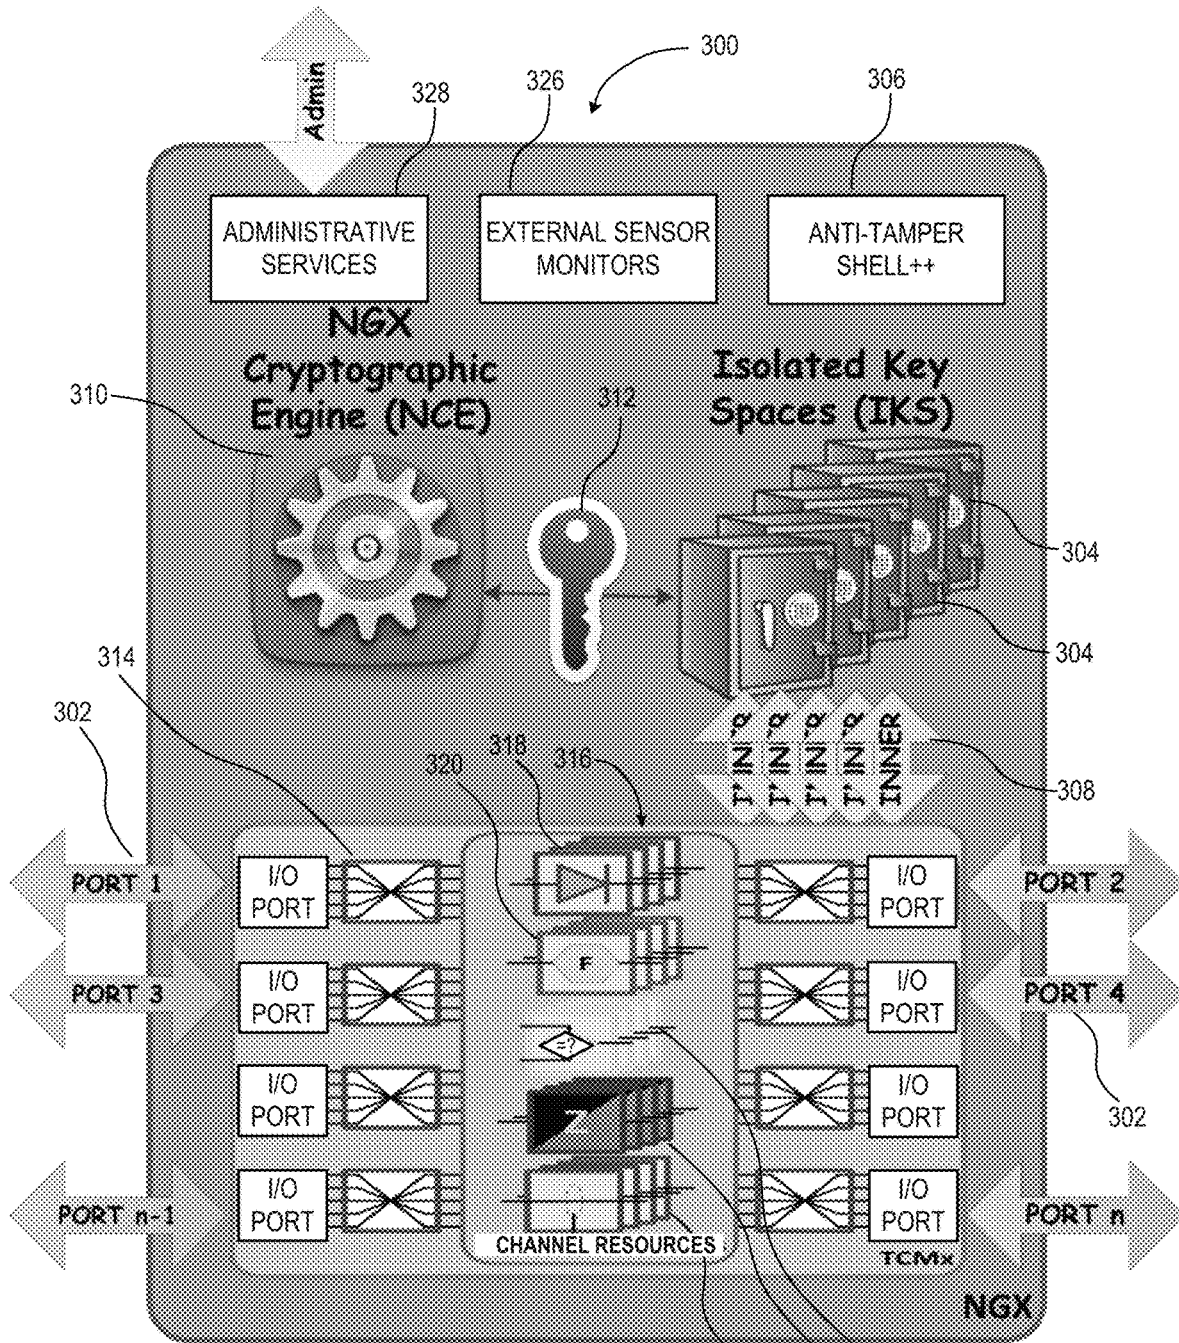 300
Admin
328
326
306
ADMINISTRATIVE
SERVICES
EXTERNAL SENSOR
MONITORS
ANTI-TAMPER
SHELL++
NGX
Cryptographic
Engine (NCE)
Isolated Key
Spaces (IKS)
310
312
304
304
314
302
318
316
320
INNER
308
PORT 1
I/O
PORT
I/O
PORT
PORT 2
PORT 3
I/O
PORT
F
I/O
PORT
PORT 4
=?
I/O
PORT
I/O
PORT
302
Z
PORT n-1
I/O
PORT
I/O
PORT
PORT n
CHANNEL RESOURCES
TCMx
NGX